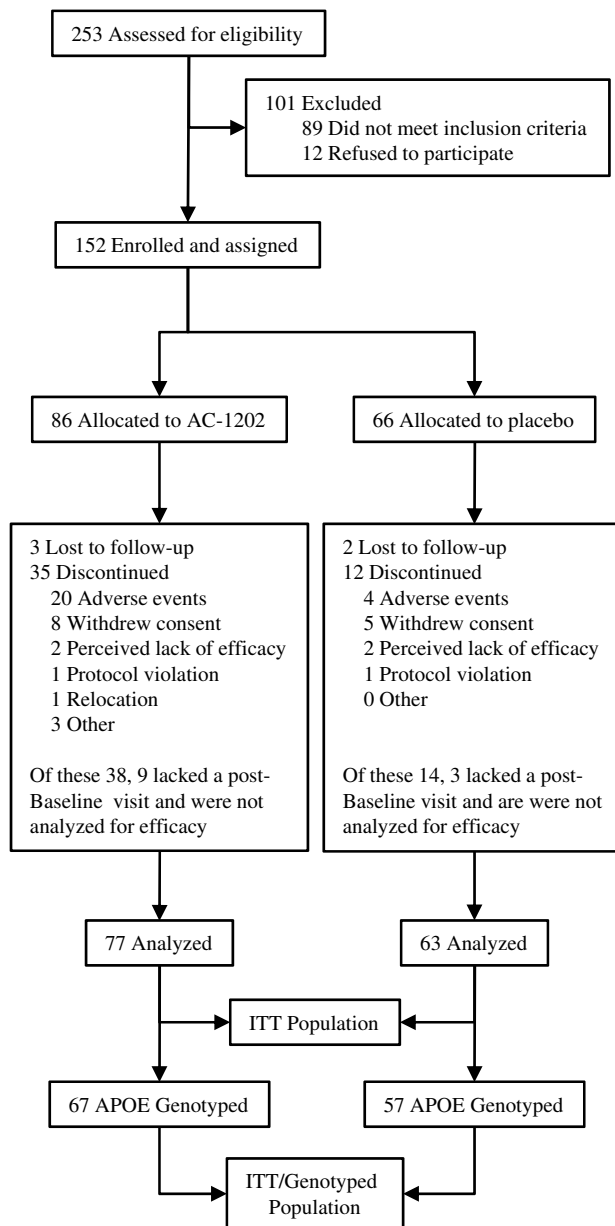 253 Assessed for eligibility
101 Excluded
89 Did not meet inclusion criteria
12 Refused to participate
152 Enrolled and assigned
86 Allocated to AC-1202
66 Allocated to placebo
3 Lost to follow-up
35 Discontinued
20 Adverse events
8 Withdrew consent
2 Perceived lack of efficacy
1 Protocol violation
1 Relocation
3 Other
Of these 38, 9 lacked a post-
Baseline visit and were not
analyzed for efficacy
2 Lost to follow-up
12 Discontinued
4 Adverse events
5 Withdrew consent
2 Perceived lack of efficacy
1 Protocol violation
0 Other
Of these 14, 3 lacked a post-
Baseline visit and are were not
analyzed for efficacy
77 Analyzed
63 Analyzed
ITT Population
67 APOE Genotyped
57 APOE Genotyped
ITT/Genotyped
Population